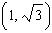 (1, √3)